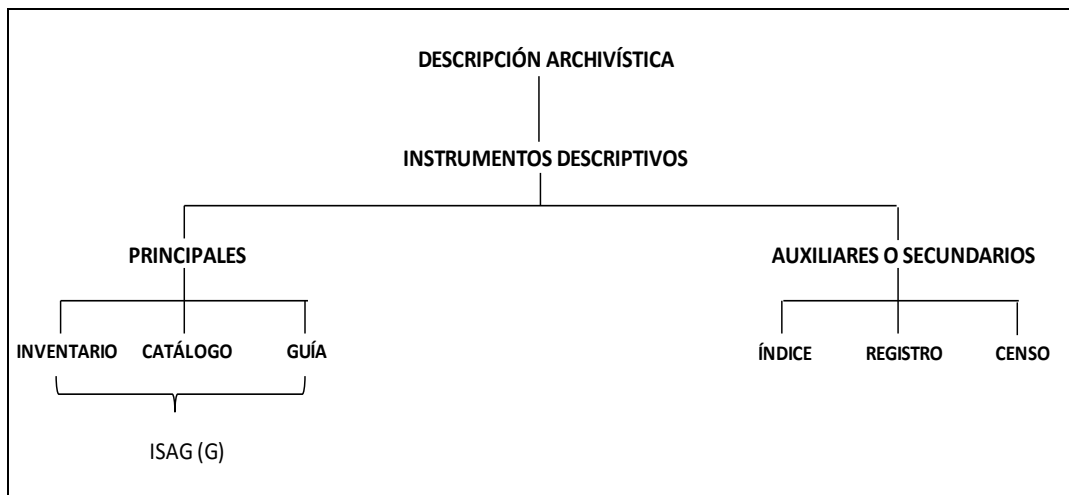 DESCRIPCIÓN ARCHIVÍSTICA
INSTRUMENTOS DESCRIPTIVOS
PRINCIPALES
AUXILIARES O SECUNDARIOS
INVENTARIO CATÁLOGO GUÍA
ÍNDICE REGISTRO CENSO
ISAG (G)